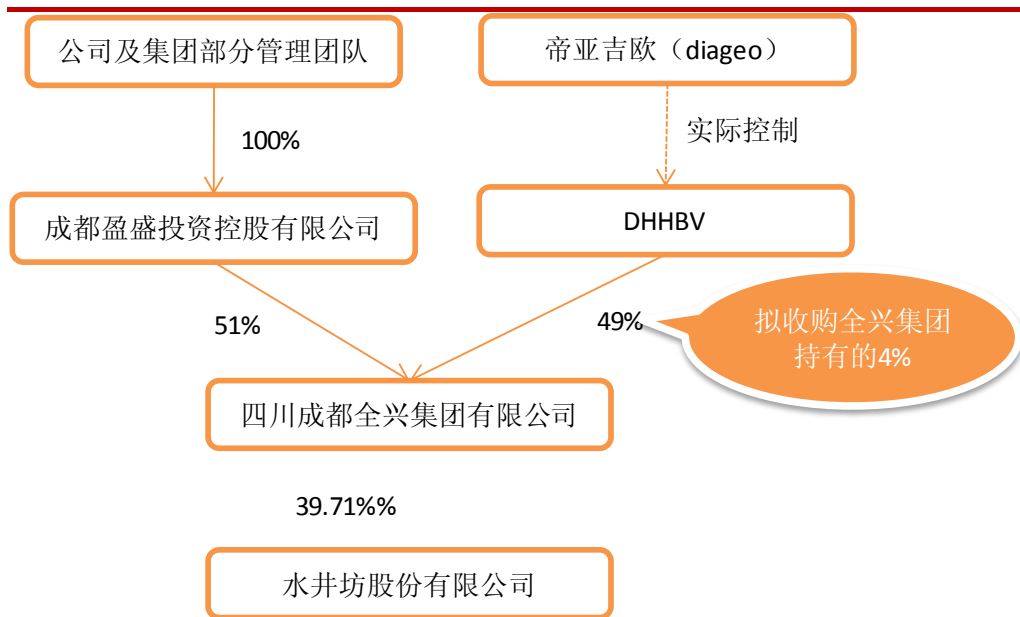 公司及集团部分管理团队
帝亚吉欧（diageo）
100%
实际控制
成都盈盛投资控股有限公司
DHHBV
51%
49%
拟收购全兴集团
持有的4%
四川成都全兴集团有限公司
39.71%%
水井坊股份有限公司